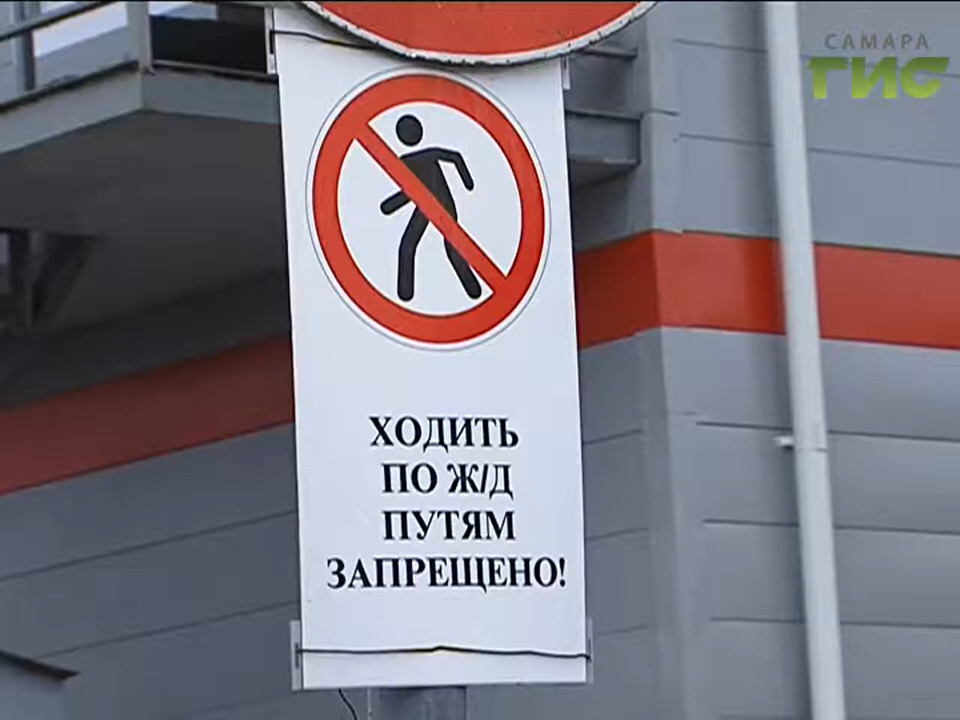 САМАРА
ГИС
ХОДИТЬ
ПО Ж/Д
ПУТЯМ
ЗАПРЕЩЕНО!